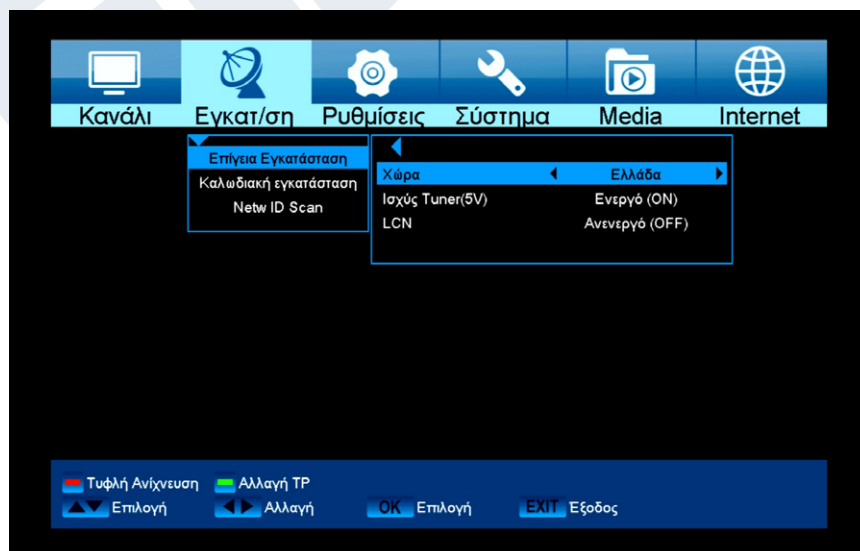 Κανάλι Εγκατ/ση Ρυθμίσεις Σύστημα Media Internet
Επίγεια Εγκατάσταση
Καλωδιακή εγκατάσταση
Netw ID Scan
Χώρα Ελλάδα
Ισχύς Tuner(5V) Ενεργό (ON)
LCN Ανενεργό (OFF)
Τυφλή Ανίχνευση Αλλαγή TP
Επιλογή Αλλαγή OK Επιλογή EXIT Έξοδος